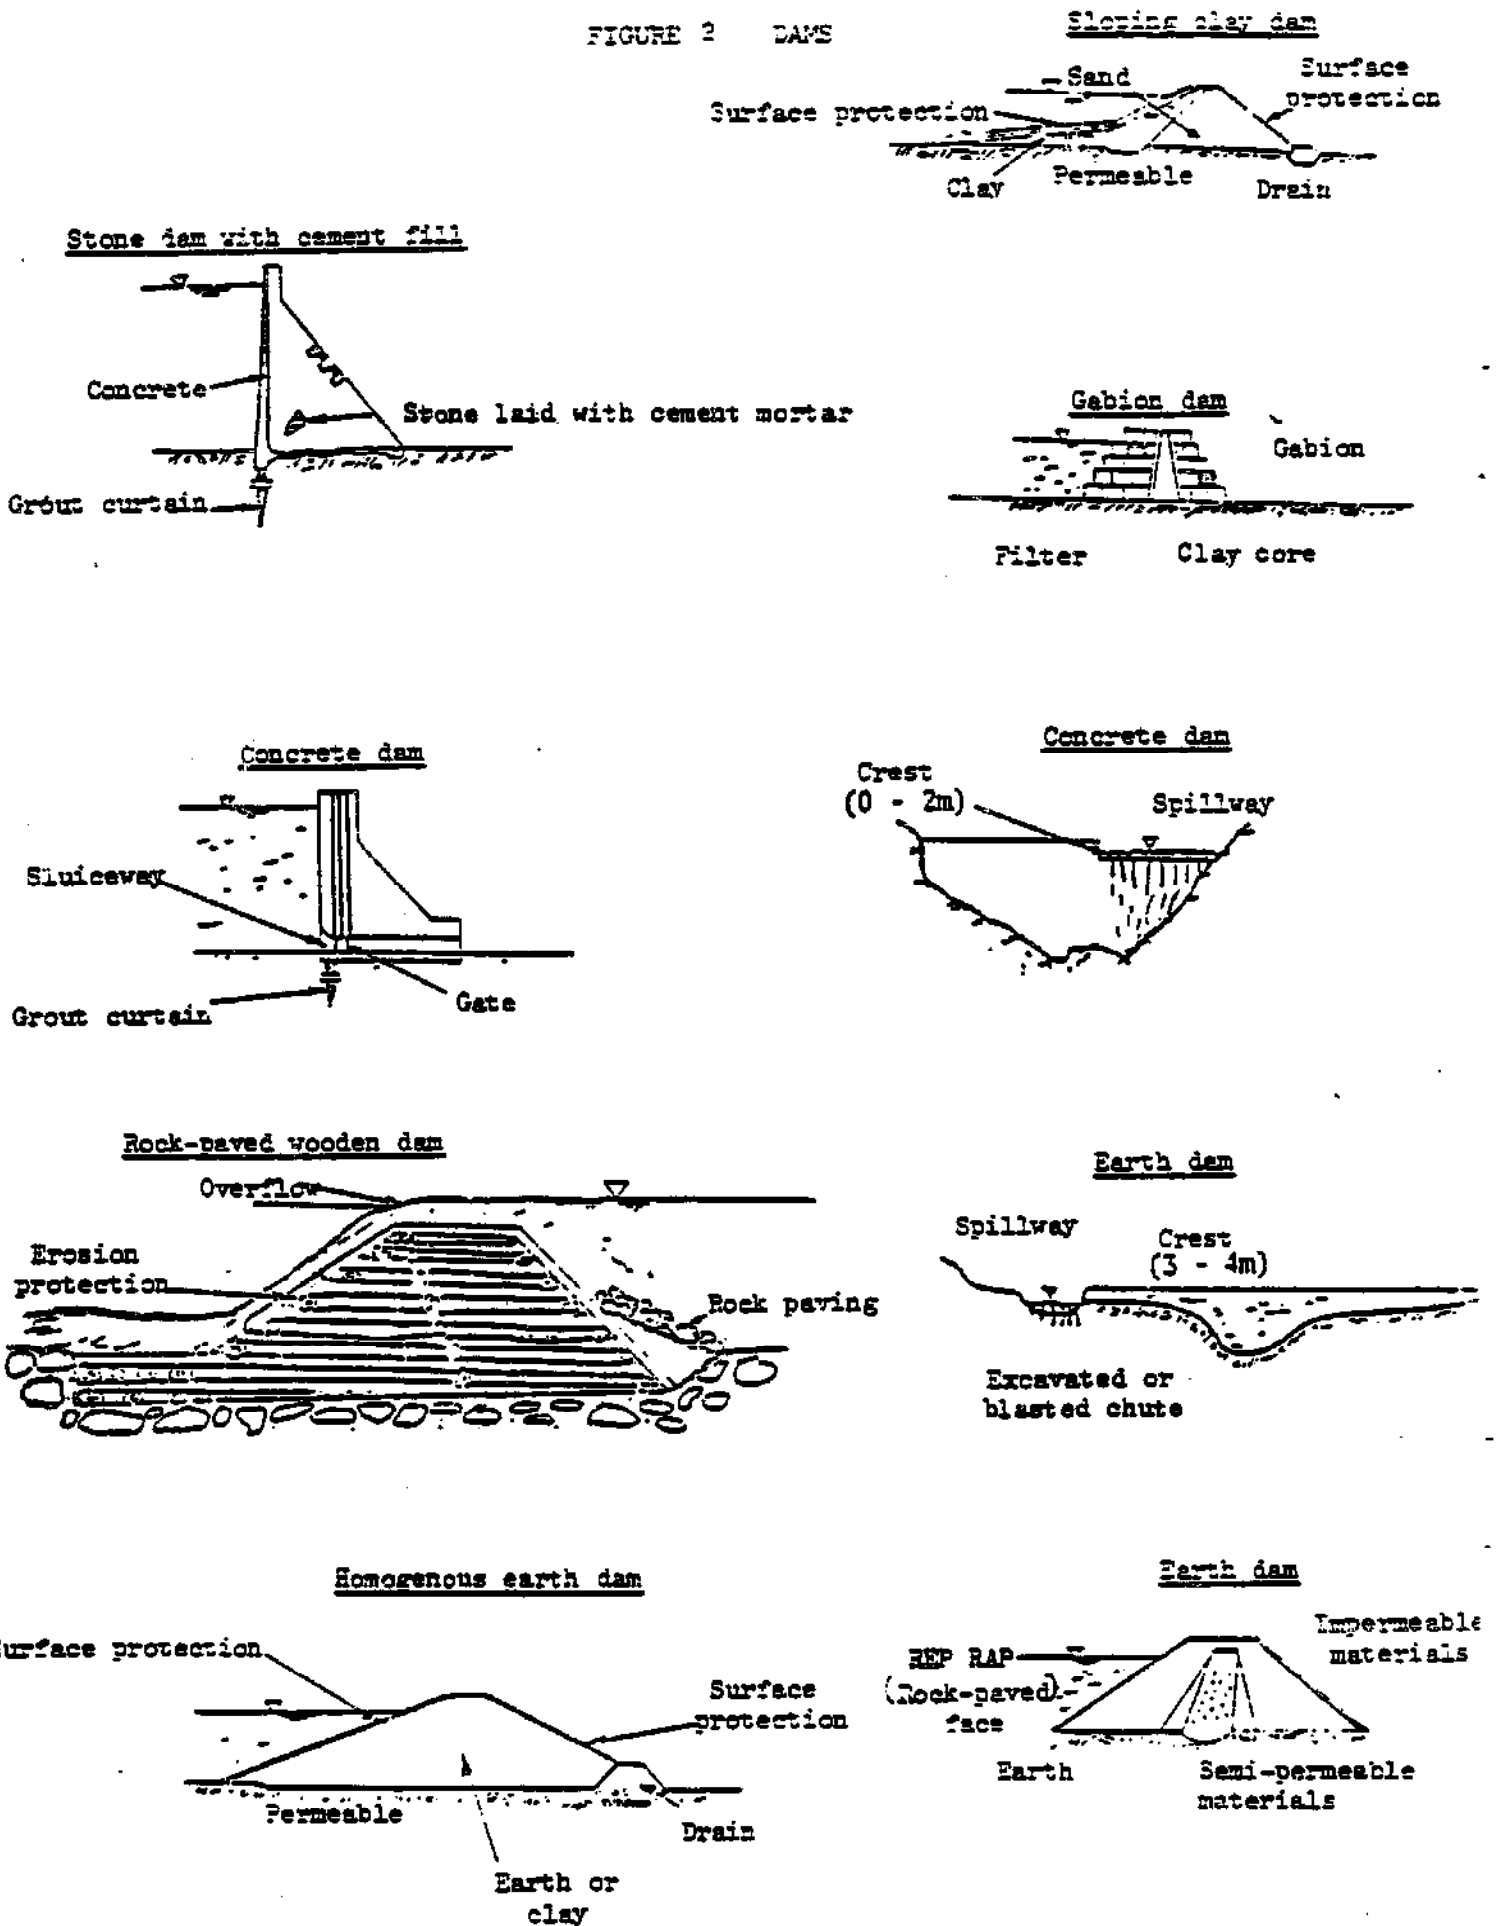 FIGURE 2 DAMS
Sloping clay dam
Sand
Surface
protection
Surface protection
Clay
Permeable
Drain
Stone dam with cement fill
Concrete
Stone laid with cement mortar
Grout curtain
Gabion dam
Gabion
Filter
Clay core
Concrete dam
Sluiceway
Grout curtain
Gate
Concrete dam
Crest
(0 - 2m)
Spillway
Rock-paved wooden dam
Overflow
Erosion
protection
Rock paving
Earth dam
Spillway
Crest
(3 - 4m)
Excavated or
blasted chute
Homogenous earth dam
Surface protection
Surface
protection
Permeable
Drain
Earth or
clay
Earth dam
Impermeable
materials
REP RAP
(Rock-paved)
face
Earth
Semi-permeable
materials